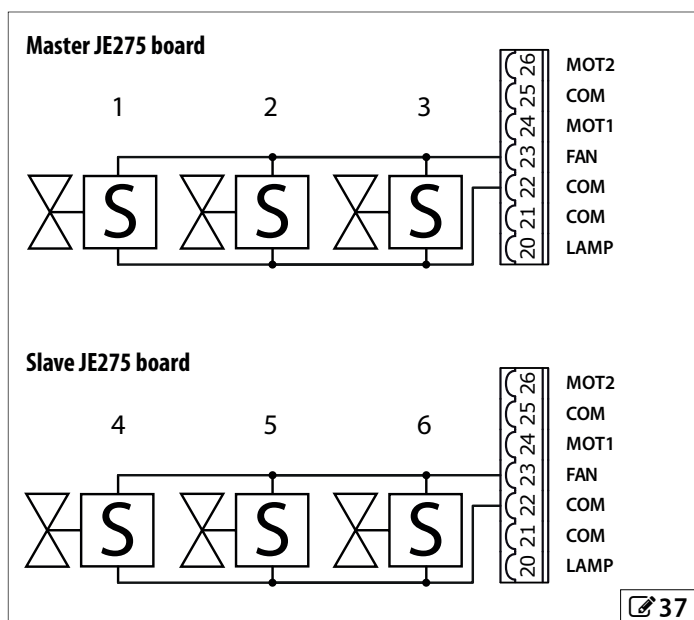 Master JE275 board
1 2 3
S S S
26 MOT2
25 COM
24 MOT1
23 FAN
22 COM
21 COM
20 LAMP
Slave JE275 board
4 5 6
S S S
26 MOT2
25 COM
24 MOT1
23 FAN
22 COM
21 COM
20 LAMP
37